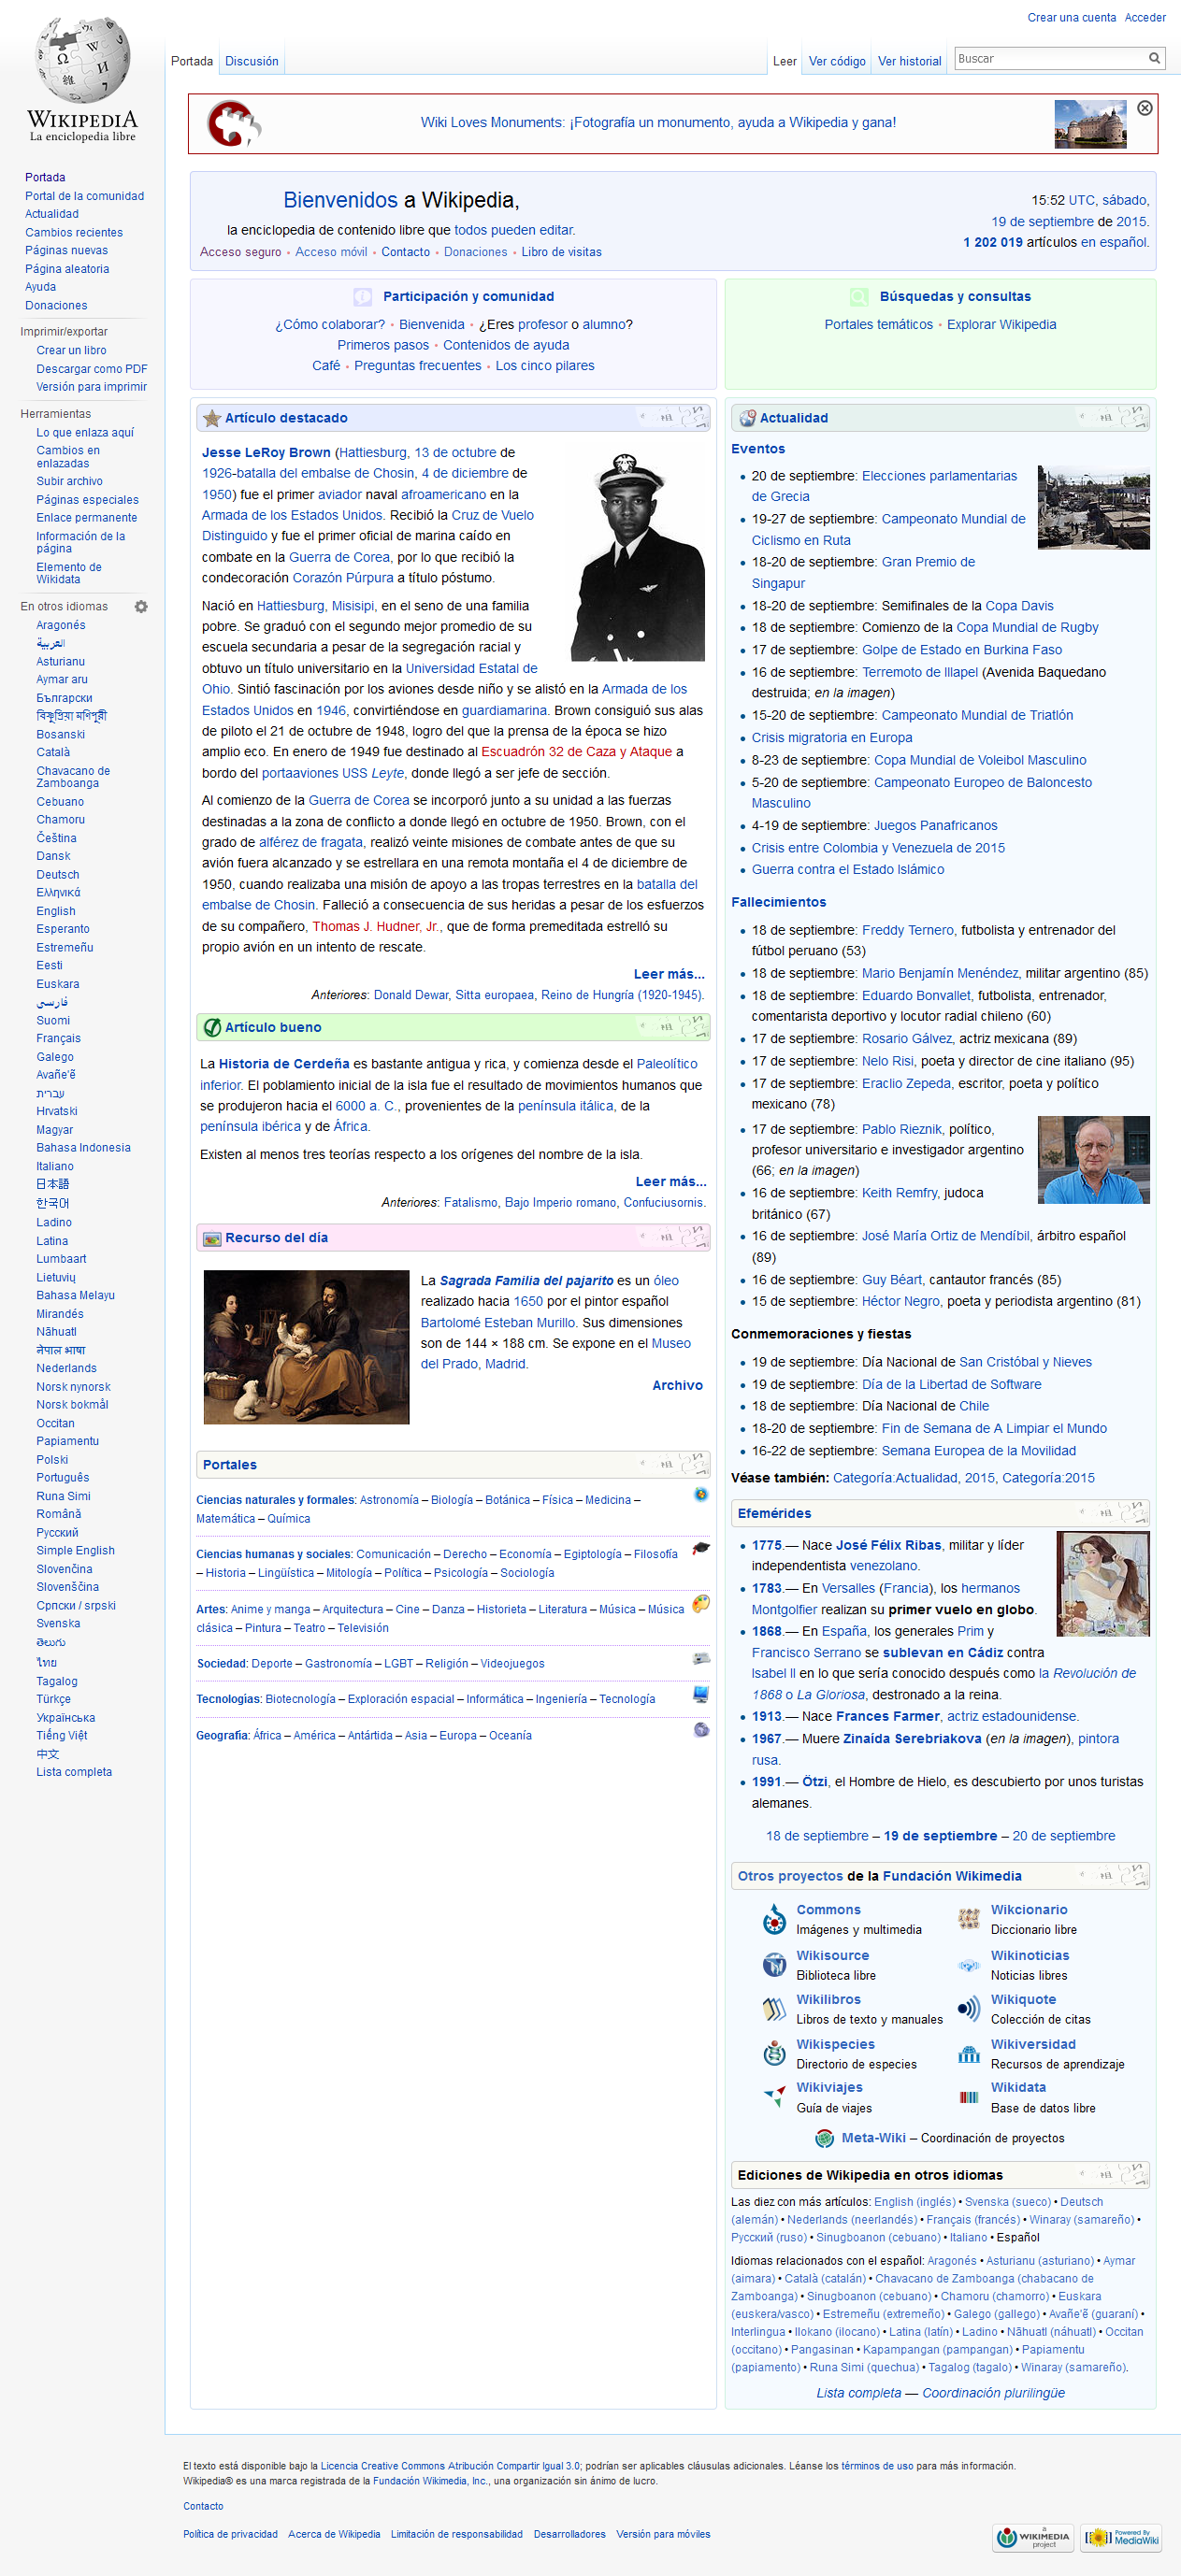 Crear una cuenta Acceder
WIKIPEDIA
La enciclopedia libre
Portada Discusión Leer Ver código Ver historial Buscar
Wiki Loves Monuments: ¡Fotografía un monumento, ayuda a Wikipedia y gana!
Portada
Portal de la comunidad
Actualidad
Cambios recientes
Páginas nuevas
Página aleatoria
Ayuda
Donaciones
Imprimir/exportar
Crear un libro
Descargar como PDF
Versión para imprimir
Herramientas
Lo que enlaza aquí
Cambios en
enlazadas
Subir archivo
Páginas especiales
Enlace permanente
Información de la
página
Elemento de
Wikidata
En otros idiomas
Aragonés
العربية
Asturianu
Aymar aru
Български
বিষ্ণুপ্রিয়া মণিপুরী
Bosanski
Català
Chavacano de
Zamboanga
Cebuano
Chamoru
Čeština
Dansk
Deutsch
Ελληνικά
English
Esperanto
Estremeñu
Eesti
Euskara
فارسی
Suomi
Français
Galego
Avañe'ẽ
עברית
Hrvatski
Magyar
Bahasa Indonesia
Italiano
日本語
한국어
Ladino
Latina
Lumbaart
Lietuvių
Bahasa Melayu
Mirandés
Nāhuatl
नेपाल भाषा
Nederlands
Norsk nynorsk
Norsk bokmål
Occitan
Papiamentu
Polski
Português
Runa Simi
Română
Русский
Simple English
Slovenčina
Slovenščina
Српски / srpski
Svenska
తెలుగు
ไทย
Tagalog
Türkçe
Українська
Tiếng Việt
中文
Lista completa
Bienvenidos a Wikipedia,
la enciclopedia de contenido libre que todos pueden editar.
Acceso seguro • Acceso móvil • Contacto • Donaciones • Libro de visitas
15:52 UTC, sábado,
19 de septiembre de 2015.
1 202 019 artículos en español.
Participación y comunidad
¿Cómo colaborar? • Bienvenida • ¿Eres profesor o alumno?
Primeros pasos • Contenidos de ayuda
Café • Preguntas frecuentes • Los cinco pilares
Búsquedas y consultas
Portales temáticos • Explorar Wikipedia
Artículo destacado
Jesse LeRoy Brown (Hattiesburg, 13 de octubre de
1926-batalla del embalse de Chosin, 4 de diciembre de
1950) fue el primer aviador naval afroamericano en la
Armada de los Estados Unidos. Recibió la Cruz de Vuelo
Distinguido y fue el primer oficial de marina caído en
combate en la Guerra de Corea, por lo que recibió la
condecoración Corazón Púrpura a título póstumo.
Nació en Hattiesburg, Misisipi, en el seno de una familia
pobre. Se graduó con el segundo mejor promedio de su
escuela secundaria a pesar de la segregación racial y
obtuvo un título universitario en la Universidad Estatal de
Ohio. Sintió fascinación por los aviones desde niño y se alistó en la Armada de los
Estados Unidos en 1946, convirtiéndose en guardiamarina. Brown consiguió sus alas
de piloto el 21 de octubre de 1948, logro del que la prensa de la época se hizo
amplio eco. En enero de 1949 fue destinado al Escuadrón 32 de Caza y Ataque a
bordo del portaaviones USS Leyte, donde llegó a ser jefe de sección.
Al comienzo de la Guerra de Corea se incorporó junto a su unidad a las fuerzas
destinadas a la zona de conflicto a donde llegó en octubre de 1950. Brown, con el
grado de alférez de fragata, realizó veinte misiones de combate antes de que su
avión fuera alcanzado y se estrellara en una remota montaña el 4 de diciembre de
1950, cuando realizaba una misión de apoyo a las tropas terrestres en la batalla del
embalse de Chosin. Falleció a consecuencia de sus heridas a pesar de los esfuerzos
de su compañero, Thomas J. Hudner, Jr., que de forma premeditada estrelló su
propio avión en un intento de rescate.
Leer más...
Anteriores: Donald Dewar, Sitta europaea, Reino de Hungría (1920-1945).
Artículo bueno
La Historia de Cerdeña es bastante antigua y rica, y comienza desde el Paleolítico
inferior. El poblamiento inicial de la isla fue el resultado de movimientos humanos que
se produjeron hacia el 6000 a. C., provenientes de la península itálica, de la
península ibérica y de África.
Existen al menos tres teorías respecto a los orígenes del nombre de la isla.
Leer más...
Anteriores: Fatalismo, Bajo Imperio romano, Confuciusornis.
Recurso del día
La Sagrada Familia del pajarito es un óleo
realizado hacia 1650 por el pintor español
Bartolomé Esteban Murillo. Sus dimensiones
son de 144 × 188 cm. Se expone en el Museo
del Prado, Madrid.
Archivo
Portales
Ciencias naturales y formales: Astronomía – Biología – Botánica – Física – Medicina –
Matemática – Química
Ciencias humanas y sociales: Comunicación – Derecho – Economía – Egiptología – Filosofía
– Historia – Lingüística – Mitología – Política – Psicología – Sociología
Artes: Anime y manga – Arquitectura – Cine – Danza – Historieta – Literatura – Música – Música
clásica – Pintura – Teatro – Televisión
Sociedad: Deporte – Gastronomía – LGBT – Religión – Videojuegos
Tecnologías: Biotecnología – Exploración espacial – Informática – Ingeniería – Tecnología
Geografía: África – América – Antártida – Asia – Europa – Oceanía
Actualidad
Eventos
• 20 de septiembre: Elecciones parlamentarias
de Grecia
• 19-27 de septiembre: Campeonato Mundial de
Ciclismo en Ruta
• 18-20 de septiembre: Gran Premio de
Singapur
• 18-20 de septiembre: Semifinales de la Copa Davis
• 18 de septiembre: Comienzo de la Copa Mundial de Rugby
• 17 de septiembre: Golpe de Estado en Burkina Faso
• 16 de septiembre: Terremoto de Illapel (Avenida Baquedano
destruida; en la imagen)
• 15-20 de septiembre: Campeonato Mundial de Triatlón
• Crisis migratoria en Europa
• 8-23 de septiembre: Copa Mundial de Voleibol Masculino
• 5-20 de septiembre: Campeonato Europeo de Baloncesto
Masculino
• 4-19 de septiembre: Juegos Panafricanos
• Crisis entre Colombia y Venezuela de 2015
• Guerra contra el Estado Islámico
Fallecimientos
• 18 de septiembre: Freddy Ternero, futbolista y entrenador del
fútbol peruano (53)
• 18 de septiembre: Mario Benjamín Menéndez, militar argentino (85)
• 18 de septiembre: Eduardo Bonvallet, futbolista, entrenador,
comentarista deportivo y locutor radial chileno (60)
• 17 de septiembre: Rosario Gálvez, actriz mexicana (89)
• 17 de septiembre: Nelo Risi, poeta y director de cine italiano (95)
• 17 de septiembre: Eraclio Zepeda, escritor, poeta y político
mexicano (78)
• 17 de septiembre: Pablo Rieznik, político,
profesor universitario e investigador argentino
(66; en la imagen)
• 16 de septiembre: Keith Remfry, judoca
británico (67)
• 16 de septiembre: José María Ortiz de Mendíbil, árbitro español
(89)
• 16 de septiembre: Guy Béart, cantautor francés (85)
• 15 de septiembre: Héctor Negro, poeta y periodista argentino (81)
Conmemoraciones y fiestas
• 19 de septiembre: Día Nacional de San Cristóbal y Nieves
• 19 de septiembre: Día de la Libertad de Software
• 18 de septiembre: Día Nacional de Chile
• 18-20 de septiembre: Fin de Semana de A Limpiar el Mundo
• 16-22 de septiembre: Semana Europea de la Movilidad
Véase también: Categoría:Actualidad, 2015, Categoría:2015
Efemérides
• 1775.— Nace José Félix Ribas, militar y líder
independentista venezolano.
• 1783.— En Versalles (Francia), los hermanos
Montgolfier realizan su primer vuelo en globo.
• 1868.— En España, los generales Prim y
Francisco Serrano se sublevan en Cádiz contra
Isabel II en lo que sería conocido después como la Revolución de
1868 o La Gloriosa, destronado a la reina.
• 1913.— Nace Frances Farmer, actriz estadounidense.
• 1967.— Muere Zinaída Serebriakova (en la imagen), pintora
rusa.
• 1991.— Ötzi, el Hombre de Hielo, es descubierto por unos turistas
alemanes.
18 de septiembre – 19 de septiembre – 20 de septiembre
Otros proyectos de la Fundación Wikimedia
Commons
Imágenes y multimedia
Wikcionario
Diccionario libre
Wikisource
Biblioteca libre
Wikinoticias
Noticias libres
Wikilibros
Libros de texto y manuales
Wikiquote
Colección de citas
Wikispecies
Directorio de especies
Wikiversidad
Recursos de aprendizaje
Wikiviajes
Guía de viajes
Wikidata
Base de datos libre
Meta-Wiki – Coordinación de proyectos
Ediciones de Wikipedia en otros idiomas
Las diez con más artículos: English (inglés) • Svenska (sueco) • Deutsch
(alemán) • Nederlands (neerlandés) • Français (francés) • Winaray (samareño) •
Русский (ruso) • Sinugboanon (cebuano) • Italiano • Español
Idiomas relacionados con el español: Aragonés • Asturianu (asturiano) • Aymar
(aimara) • Català (catalán) • Chavacano de Zamboanga (chabacano de
Zamboanga) • Sinugboanon (cebuano) • Chamoru (chamorro) • Euskara
(euskera/vasco) • Estremeñu (extremeño) • Galego (gallego) • Avañe'ẽ (guaraní) •
Interlingua • Ilokano (ilocano) • Latina (latín) • Ladino • Nāhuatl (náhuatl) • Occitan
(occitano) • Pangasinan • Kapampangan (pampangan) • Papiamentu
(papiamento) • Runa Simi (quechua) • Tagalog (tagalo) • Winaray (samareño).
Lista completa — Coordinación plurilingüe
El texto está disponible bajo la Licencia Creative Commons Atribución Compartir Igual 3.0; podrían ser aplicables cláusulas adicionales. Léanse los términos de uso para más información.
Wikipedia® es una marca registrada de la Fundación Wikimedia, Inc., una organización sin ánimo de lucro.
Contacto
Política de privacidad Acerca de Wikipedia Limitación de responsabilidad Desarrolladores Versión para móviles
A WIKIMEDIA project
Powered By MediaWiki